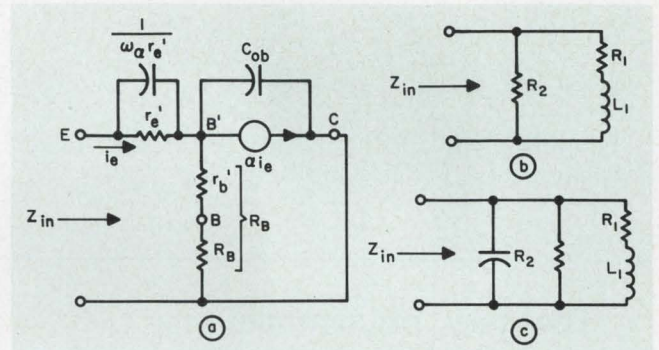 1
ω_α r_e'
C_ob
r_e'
E
B'
C
i_e
α i_e
r_b'
Z_in
B
R_B
R_B
a
R_1
Z_in
R_2
L_1
b
R_1
Z_in
R_2
L_1
c